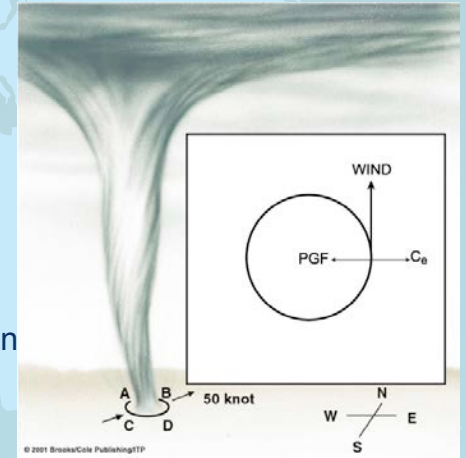 WIND
PGF
Ce
n
A B
50 knot
C D
N
W E
S
© 2001 Brooks/Cole Publishing/ITP